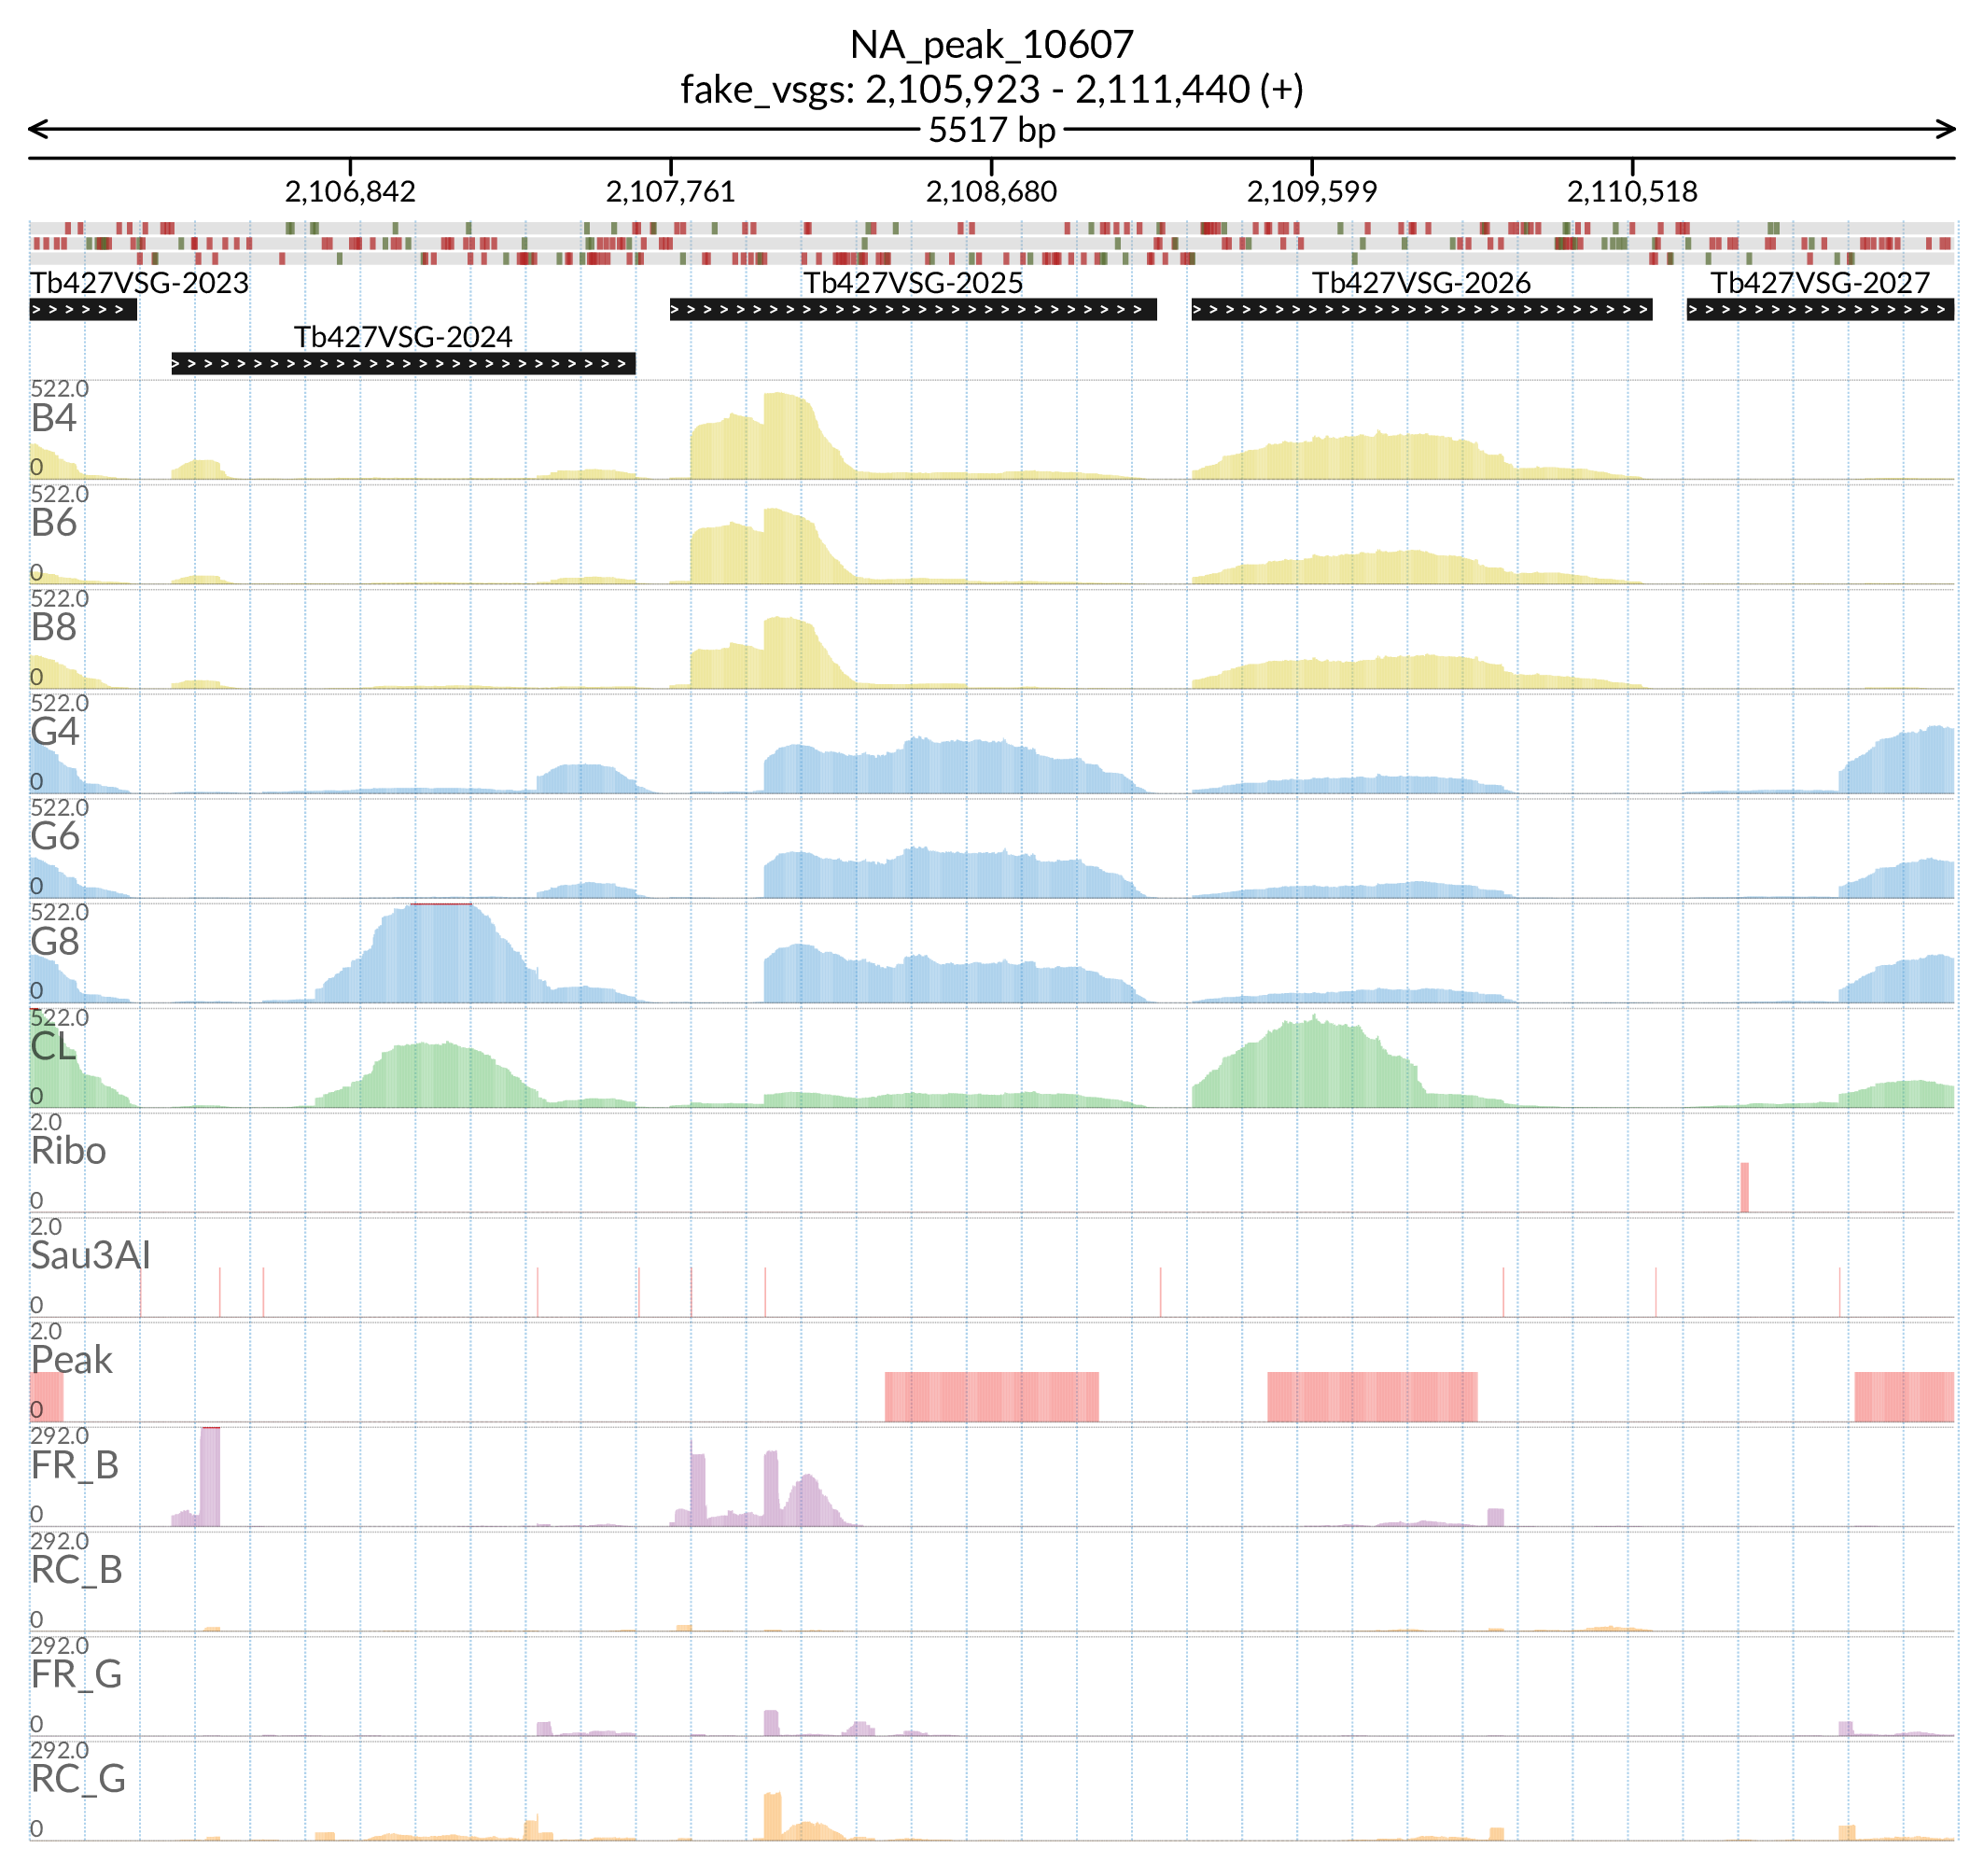 NA_peak_10607
fake_vsgs: 2,105,923 - 2,111,440 (+)
5517 bp
2,106,842 2,107,761 2,108,680 2,109,599 2,110,518
Tb427VSG-2023 Tb427VSG-2025 Tb427VSG-2026 Tb427VSG-2027
Tb427VSG-2024
522.0
B4
0
522.0
B6
0
522.0
B8
0
522.0
G4
0
522.0
G6
0
522.0
G8
0
522.0
CL
0
2.0
Ribo
0
2.0
Sau3AI
0
2.0
Peak
0
292.0
FR_B
0
292.0
RC_B
0
292.0
FR_G
0
292.0
RC_G
0